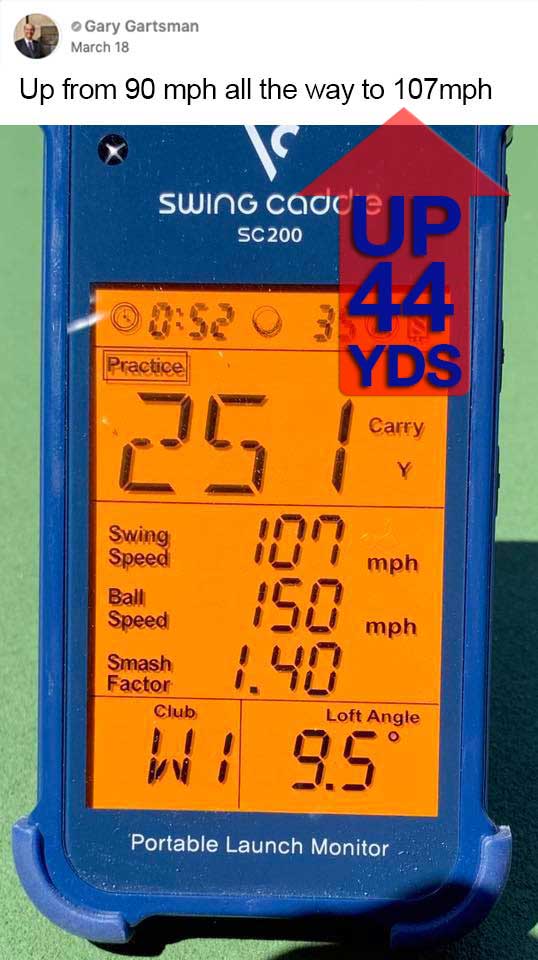 Gary Gartsman
March 18
Up from 90 mph all the way to 107mph
SWING CADDIE
SC200
UP
44
YDS
0:52
Practice
251
Carry
Y
Swing
Speed
107
mph
Ball
Speed
150
mph
Smash
Factor
1.40
Club
W1
Loft Angle
9.5°
Portable Launch Monitor